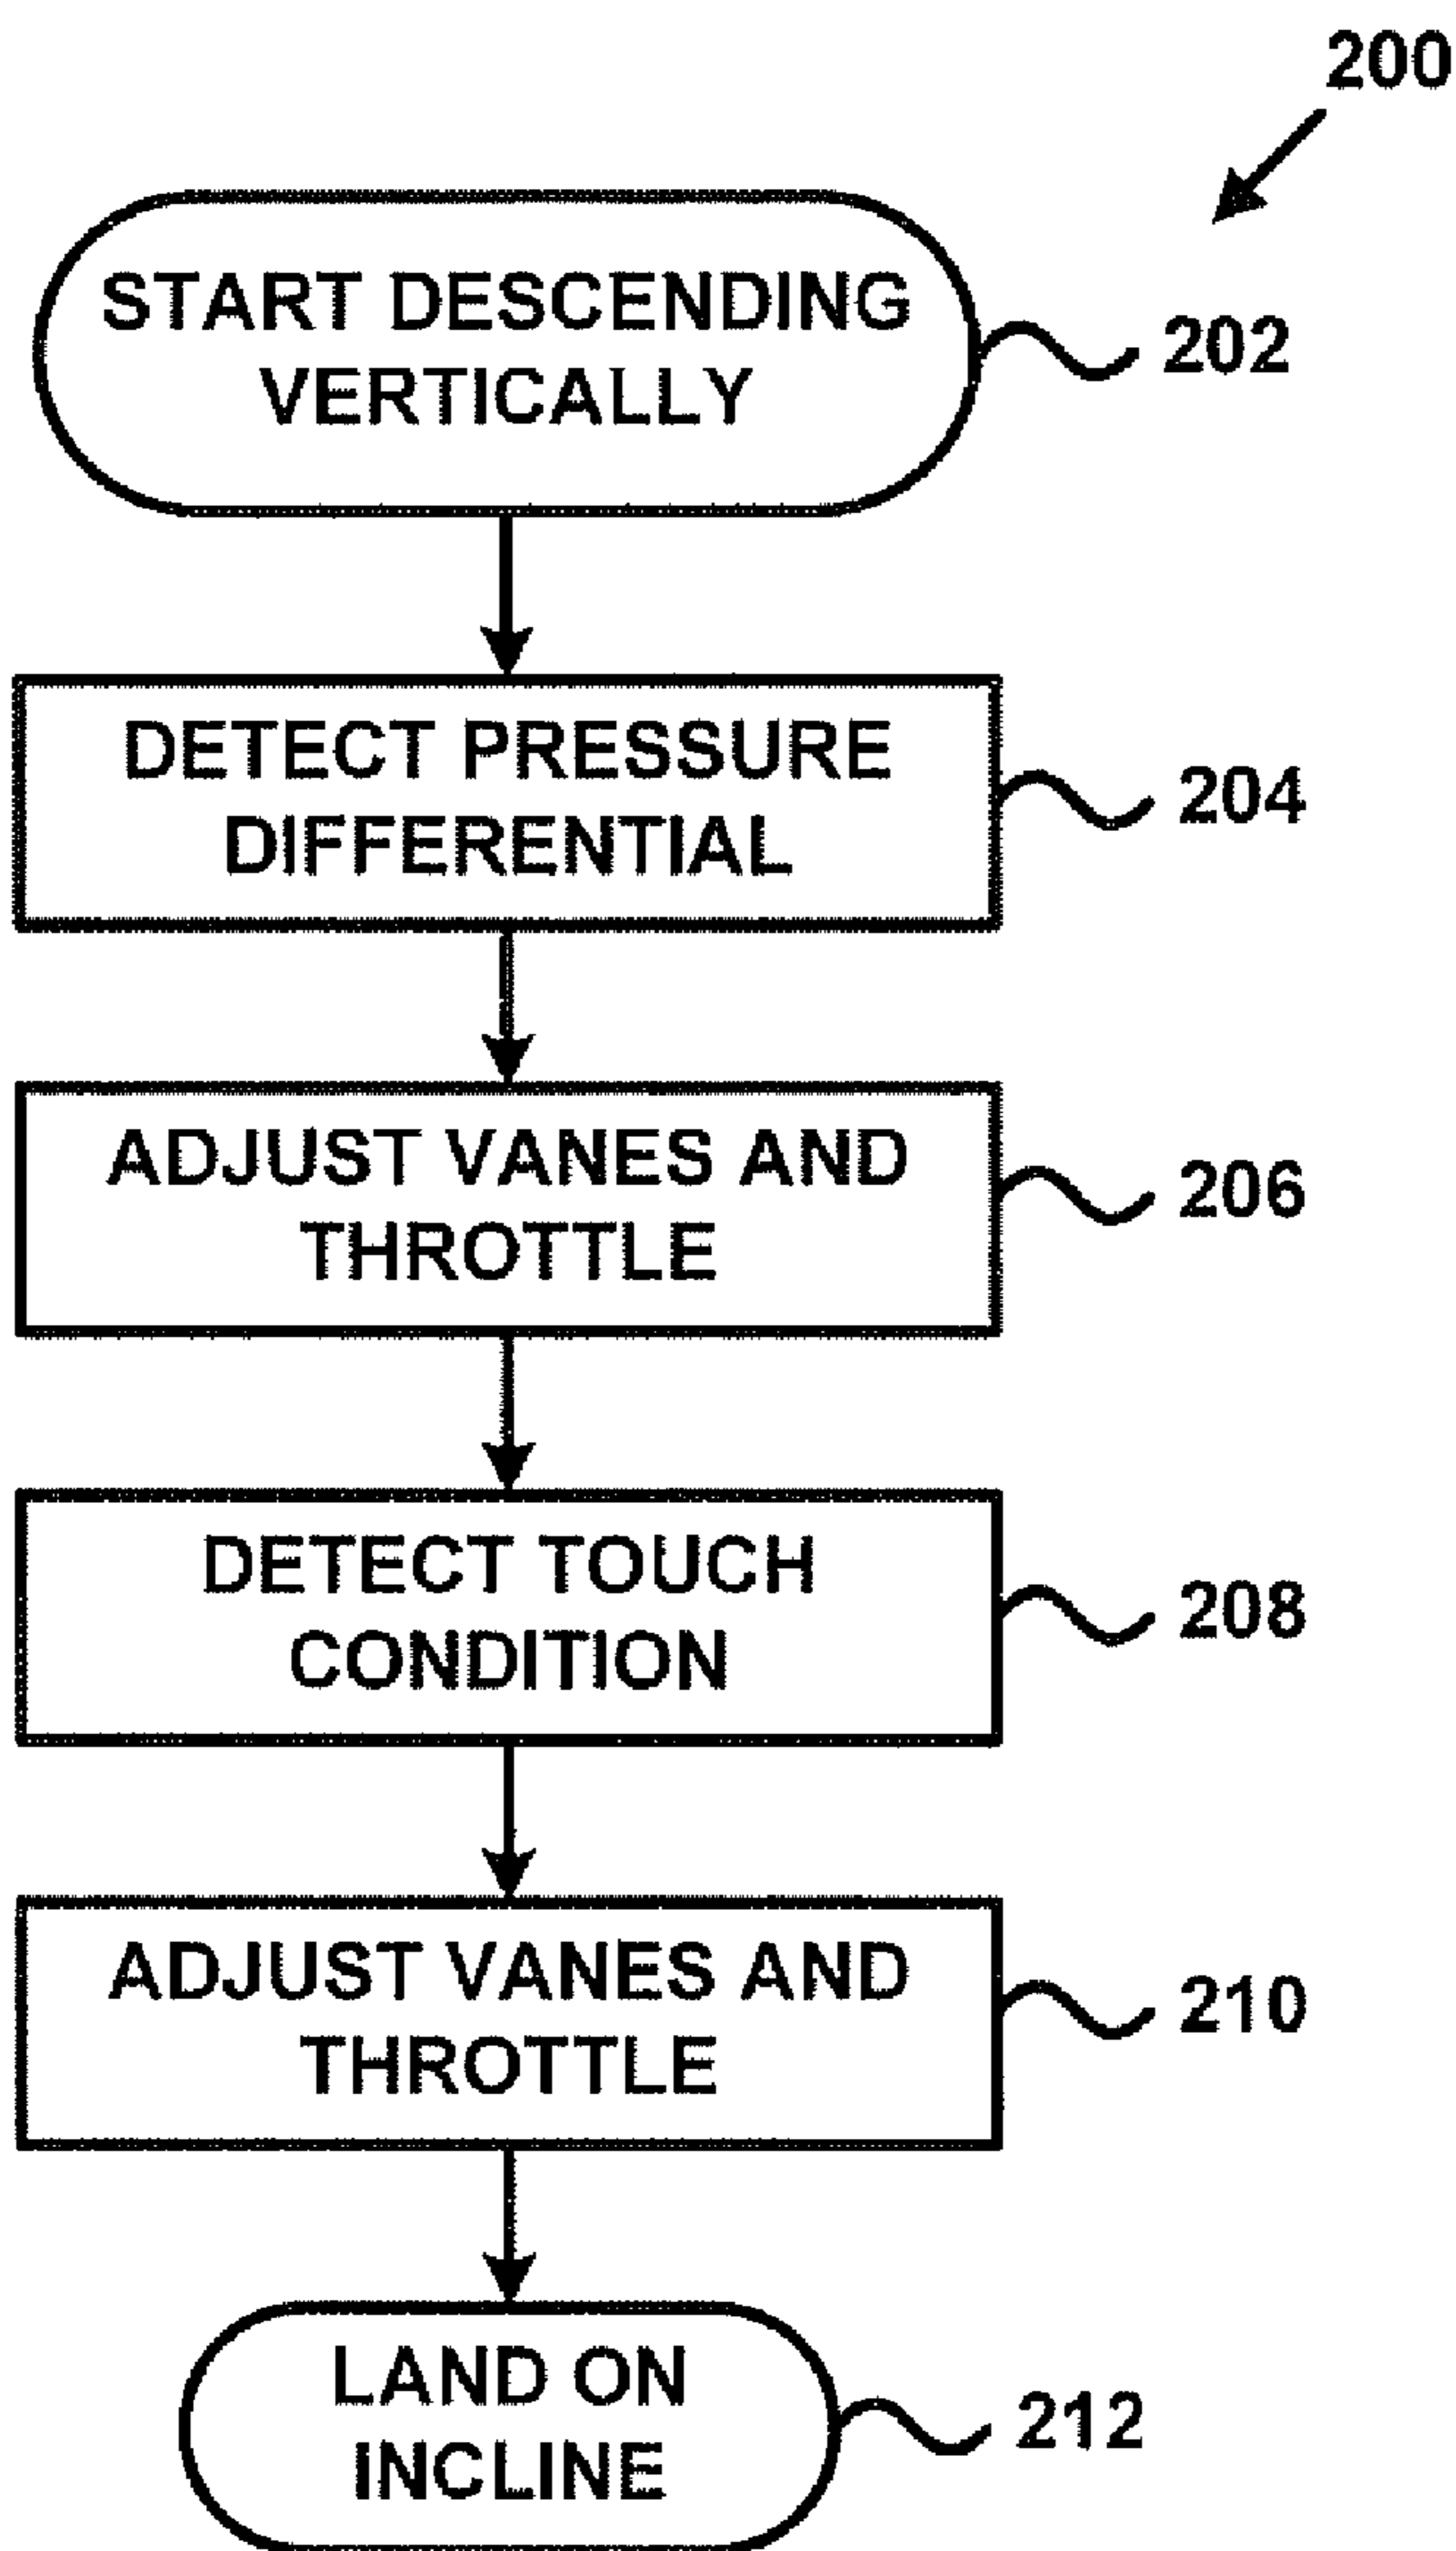 200
START DESCENDING
VERTICALLY
202
DETECT PRESSURE
DIFFERENTIAL
204
ADJUST VANES AND
THROTTLE
206
DETECT TOUCH
CONDITION
208
ADJUST VANES AND
THROTTLE
210
LAND ON
INCLINE
212